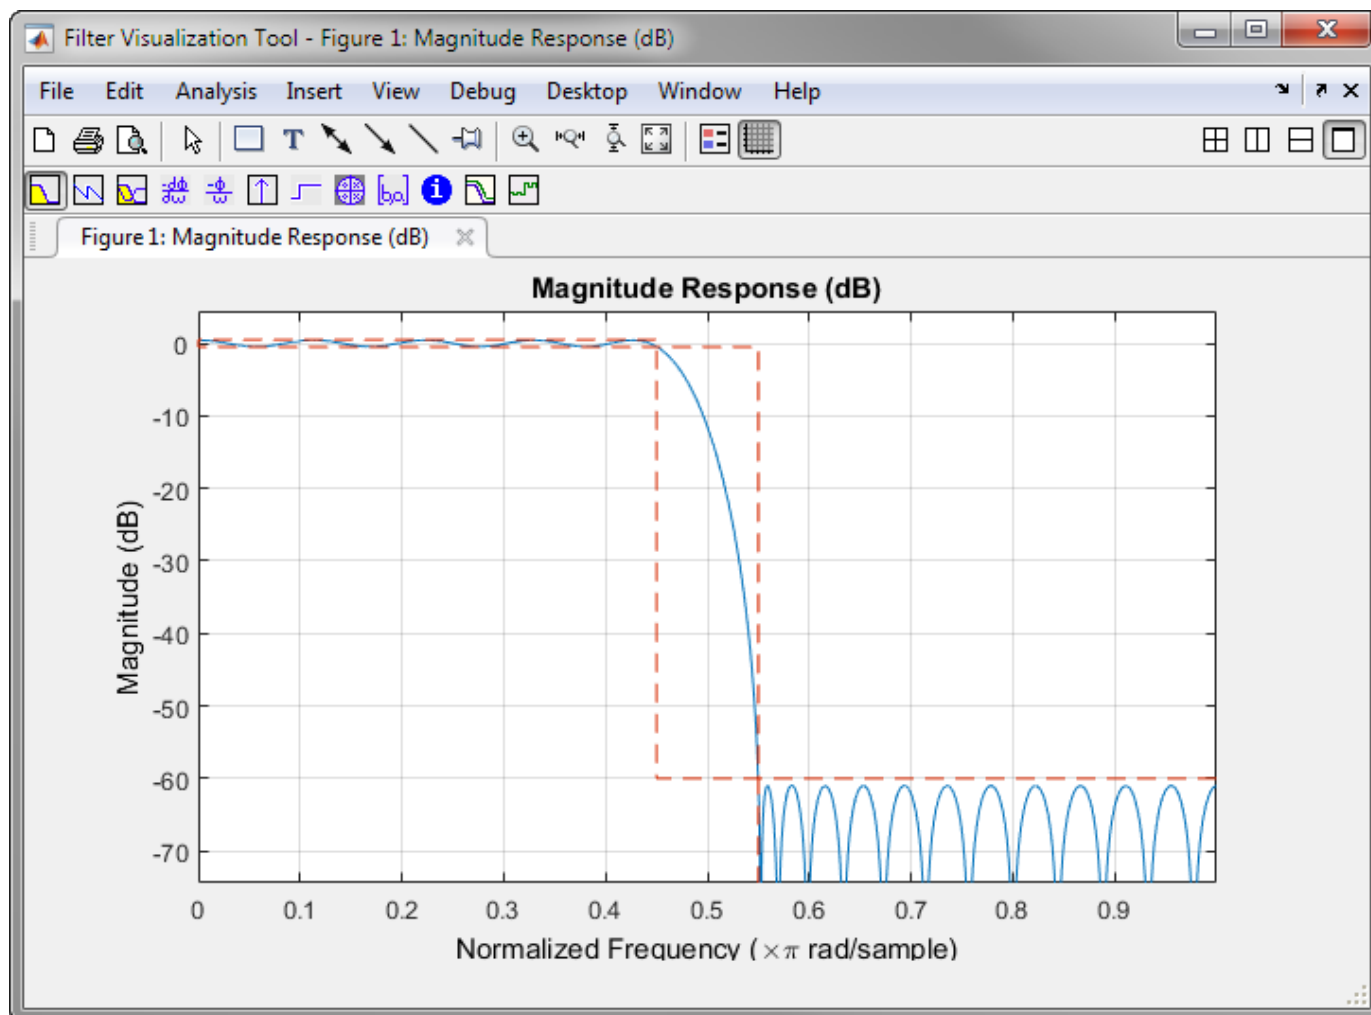 Filter Visualization Tool - Figure 1: Magnitude Response (dB)
File Edit Analysis Insert View Debug Desktop Window Help
T
[b,a]
i
Figure 1: Magnitude Response (dB)
Magnitude Response (dB)
Magnitude (dB)
0
-10
-20
-30
-40
-50
-60
-70
0 0.1 0.2 0.3 0.4 0.5 0.6 0.7 0.8 0.9
Normalized Frequency (×π rad/sample)